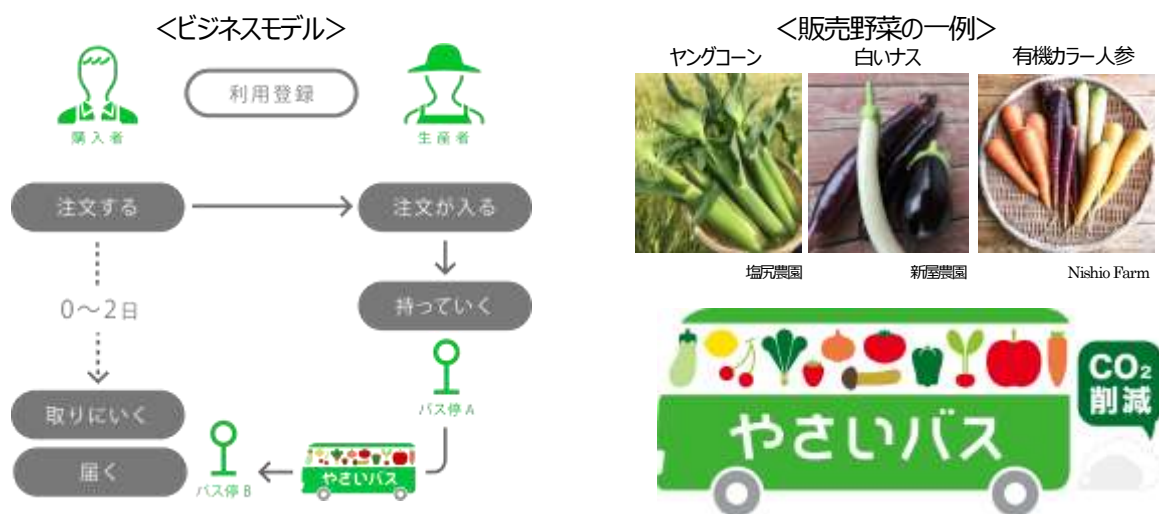 <ビジネスモデル>
購入者
利用登録
生産者
注文する
注文が入る
0〜2日
持っていく
バス停A
取りにいく
届く
バス停B
やさいバス
<販売野菜の一例>
ヤングコーン
白いナス
有機カラー人参
塩尻農園
新屋農園
Nishio Farm
CO₂
削減
やさいバス